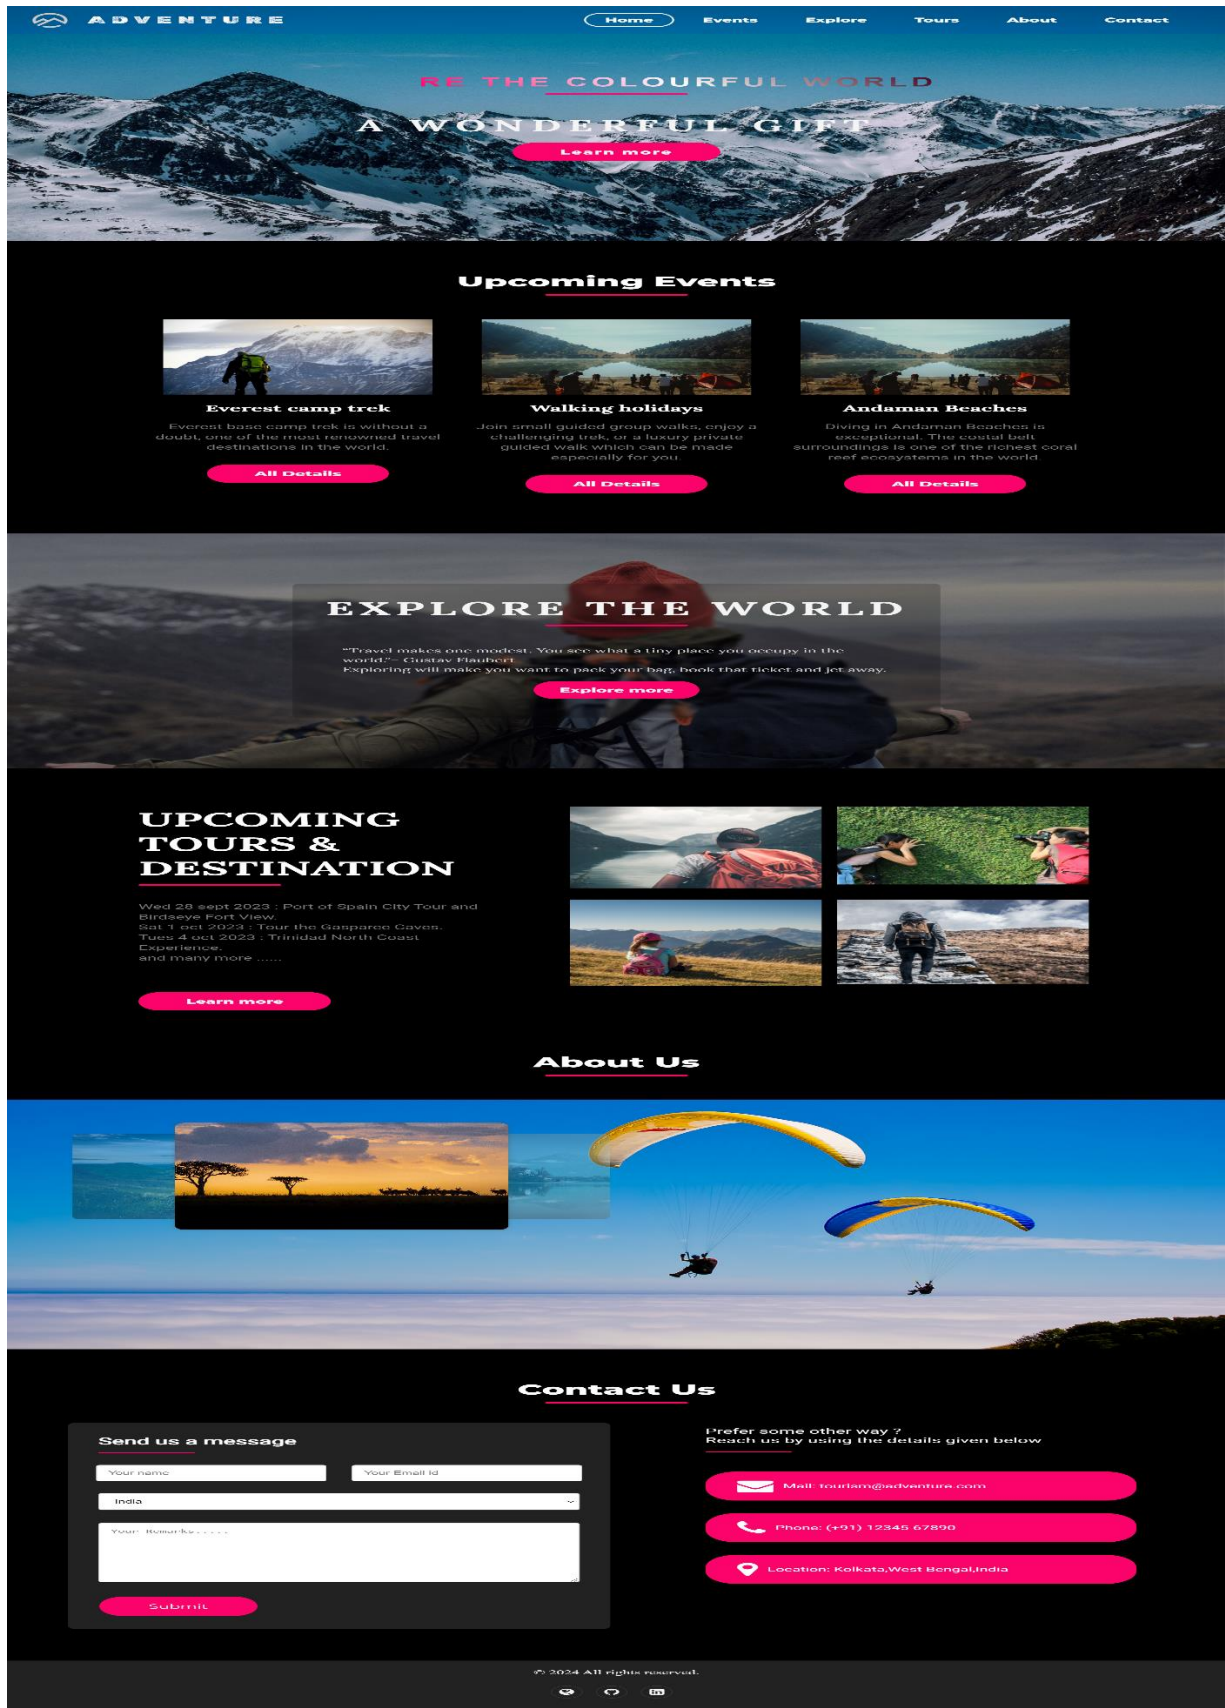 ADVENTURE
Home Events Explore Tours About Contact
RE THE COLOURFUL WORLD
A WONDERFUL GIFT
Learn more
Upcoming Events
Everest camp trek
Everest base camp trek is without a
doubt, one of the most renowned travel
destinations in the world.
All Details
Walking holidays
Join small guided group walks, enjoy a
challenging trek, or a luxury private
guided walk which can be made
especially for you.
All Details
Andaman Beaches
Diving in Andaman Beaches is
exceptional. The costal belt
surroundings is one of the richest coral
reef ecosystems in the world
All Details
EXPLORE THE WORLD
"Travel makes one modest. You see what a tiny place you occupy in the
world."– Gustav Flaubert
Exploring will make you want to pack your bag, book that ticket and jet away.
Explore more
UPCOMING
TOURS &
DESTINATION
Wed 28 sept 2023 : Port of Spain City Tour and
Birdseye Fort View.
Sat 1 oct 2023 : Tour the Gasparee Caves.
Tues 4 oct 2023 : Trinidad North Coast
Experience.
and many more ......
Learn more
About Us
Contact Us
Send us a message
Your name
Your Email Id
India
Your Remarks.....
Submit
Prefer some other way ?
Reach us by using the details given below
Mail: tourism@adventure.com
Phone: (+91) 12345 67890
Location: Kolkata,West Bengal,India
© 2024 All rights reserved.